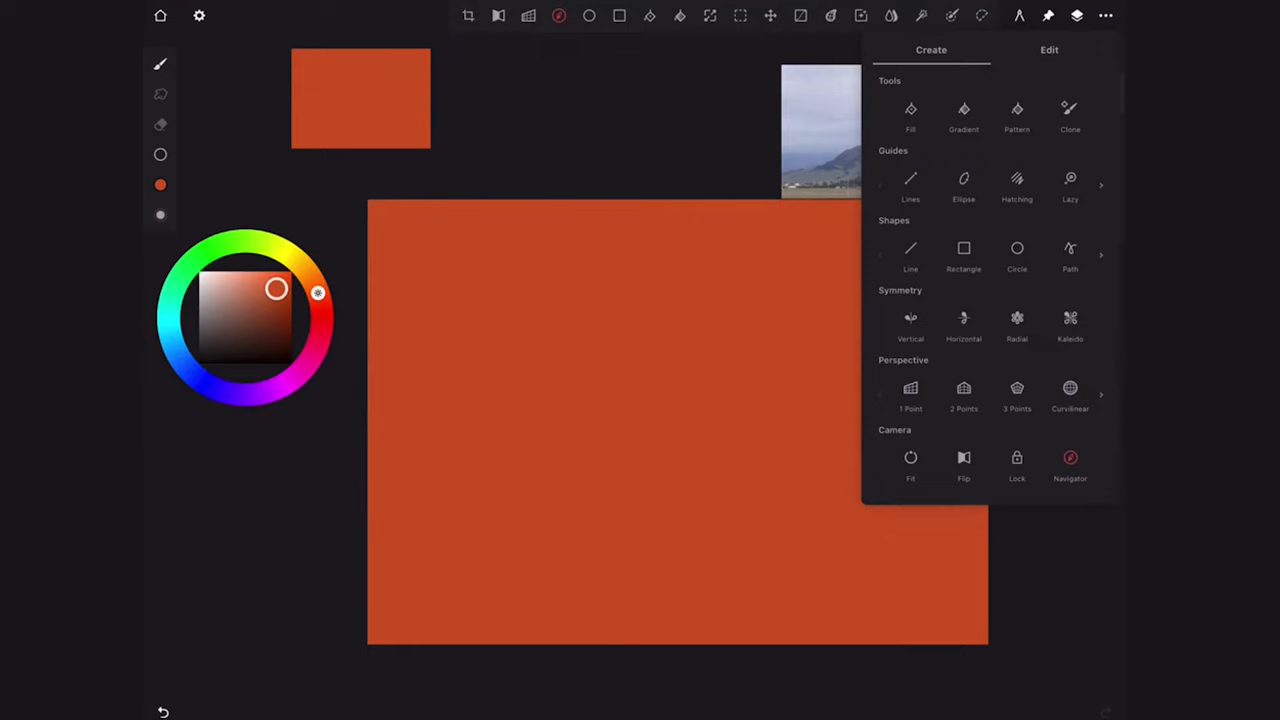 Create Edit
Tools
Fill Gradient Pattern Clone
Guides
Lines Ellipse Hatching Lazy
Shapes
Line Rectangle Circle Path
Symmetry
Vertical Horizontal Radial Kaleido
Perspective
1 Point 2 Points 3 Points Curvilinear
Camera
Fit Flip Lock Navigator